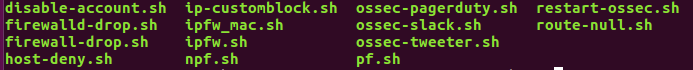 disable-account.sh ip-customblock.sh ossec-pagerduty.sh restart-ossec.sh
firewalld-drop.sh ipfw_mac.sh ossec-slack.sh route-null.sh
firewall-drop.sh ipfw.sh ossec-tweeter.sh
host-deny.sh npf.sh pf.sh